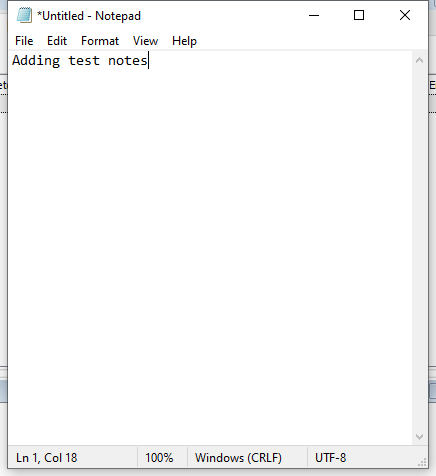 *Untitled - Notepad
File Edit Format View Help
Adding test notes
Ln 1, Col 18 100% Windows (CRLF) UTF-8